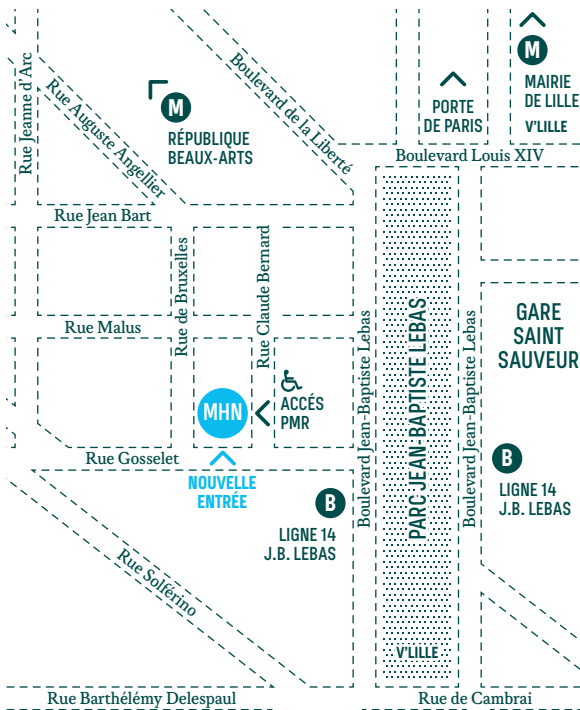 Rue Jeanne d'Arc
Rue Auguste Angellier
M
RÉPUBLIQUE
BEAUX-ARTS
Boulevard de la Liberté
PORTE
DE PARIS
M
MAIRIE
DE LILLE
V'LILLE
Boulevard Louis XIV
Rue Jean Bart
Rue de Bruxelles
Rue Claude Bernard
Rue Malus
Boulevard Jean-Baptiste Lebas
PARC JEAN-BAPTISTE LEBAS
Boulevard Jean-Baptiste Lebas
GARE
SAINT
SAUVEUR
MHN
ACCÉS
PMR
Rue Gosselet
NOUVELLE
ENTRÉE
B
LIGNE 14
J.B. LEBAS
B
LIGNE 14
J.B. LEBAS
Rue Solférino
V'LILLE
Rue Barthélémy Delespaul
Rue de Cambrai